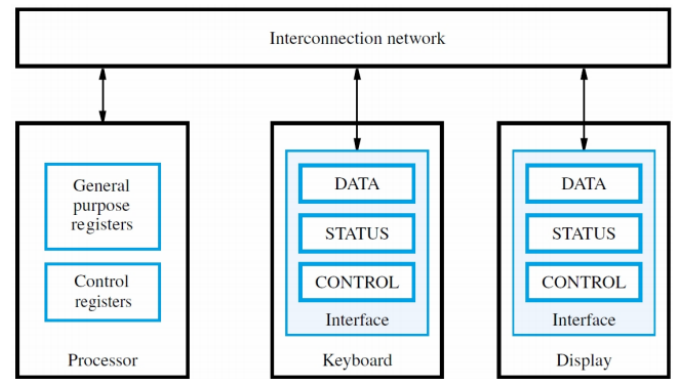 Interconnection network
General
purpose
registers
Control
registers
Processor
DATA
STATUS
CONTROL
Interface
Keyboard
DATA
STATUS
CONTROL
Interface
Display